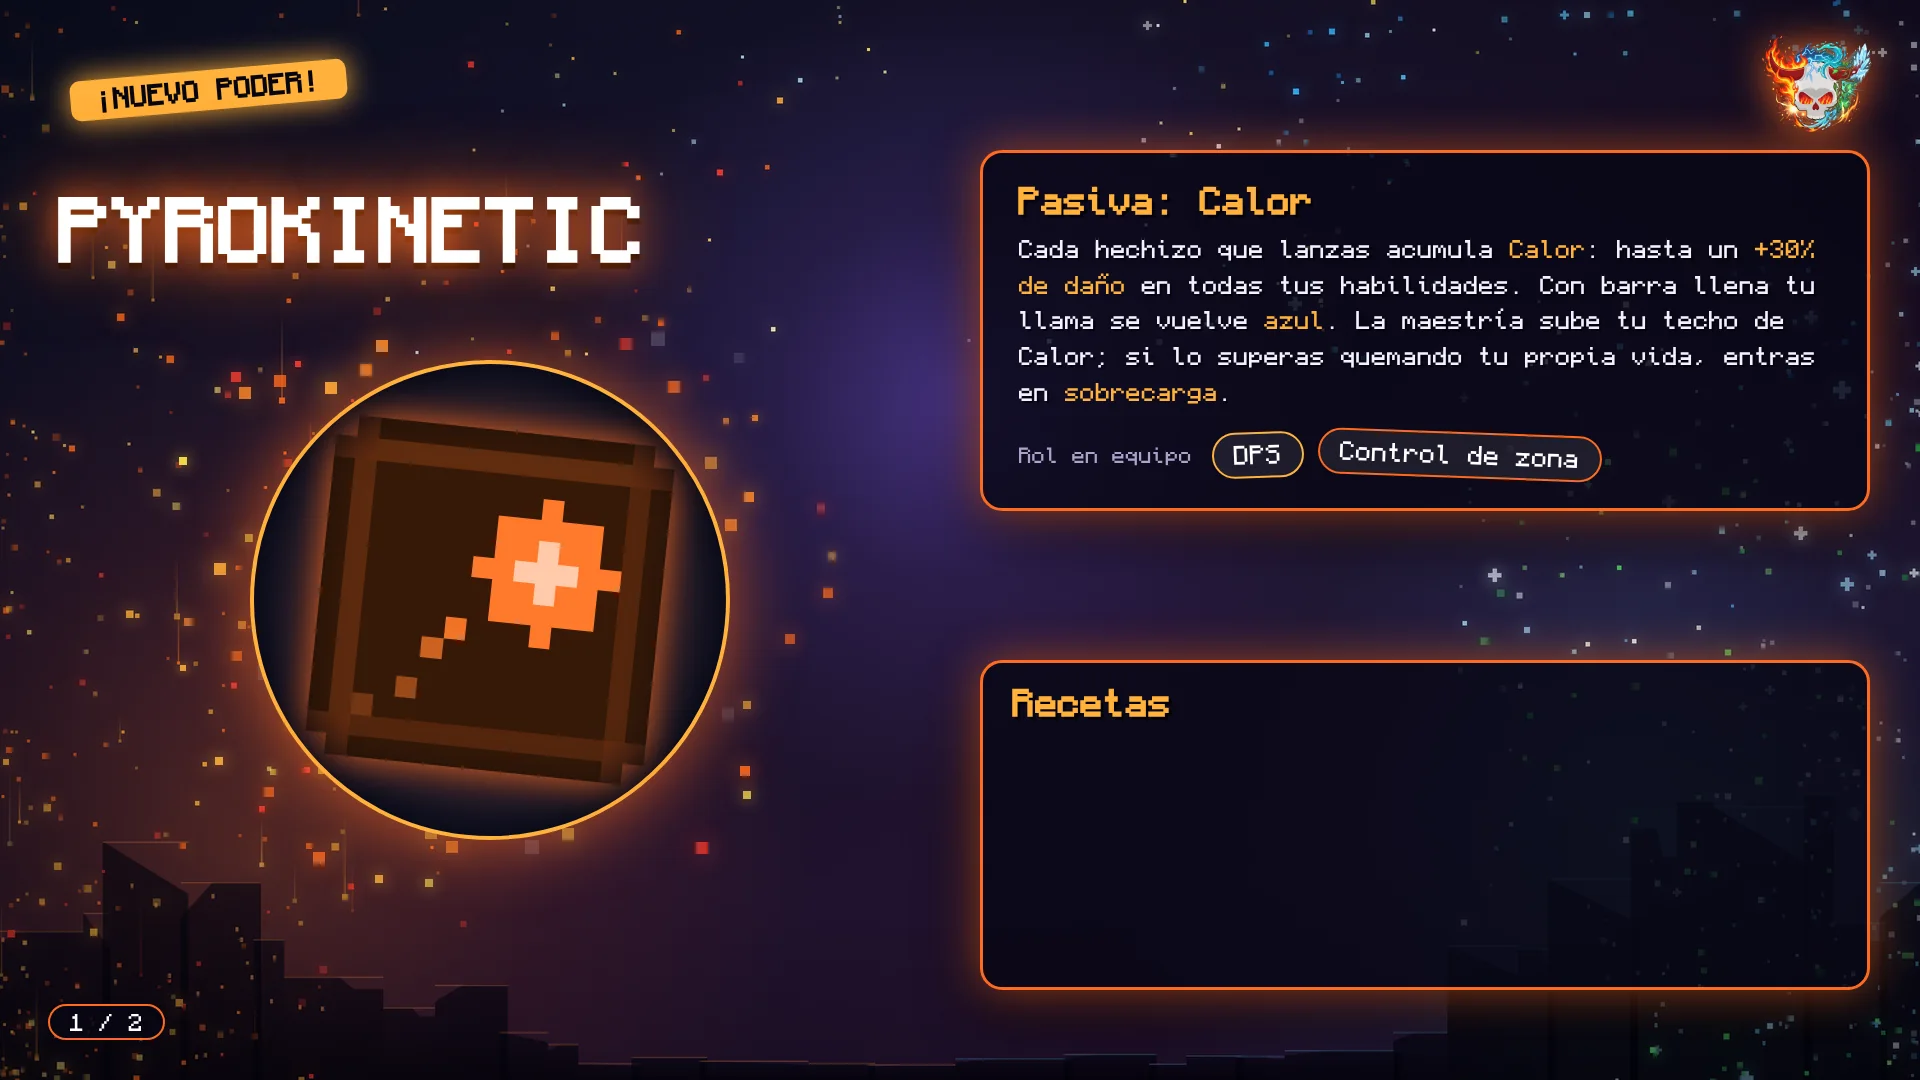 ¡NUEVO PODER!
PYROKINETIC
Pasiva: Calor
Cada hechizo que lanzas acumula Calor: hasta un +30%
de daño en todas tus habilidades. Con barra llena tu
llama se vuelve azul. La maestría sube tu techo de
Calor; si lo superas quemando tu propia vida, entras
en sobrecarga.
Rol en equipo DPS Control de zona
Recetas
1 / 2